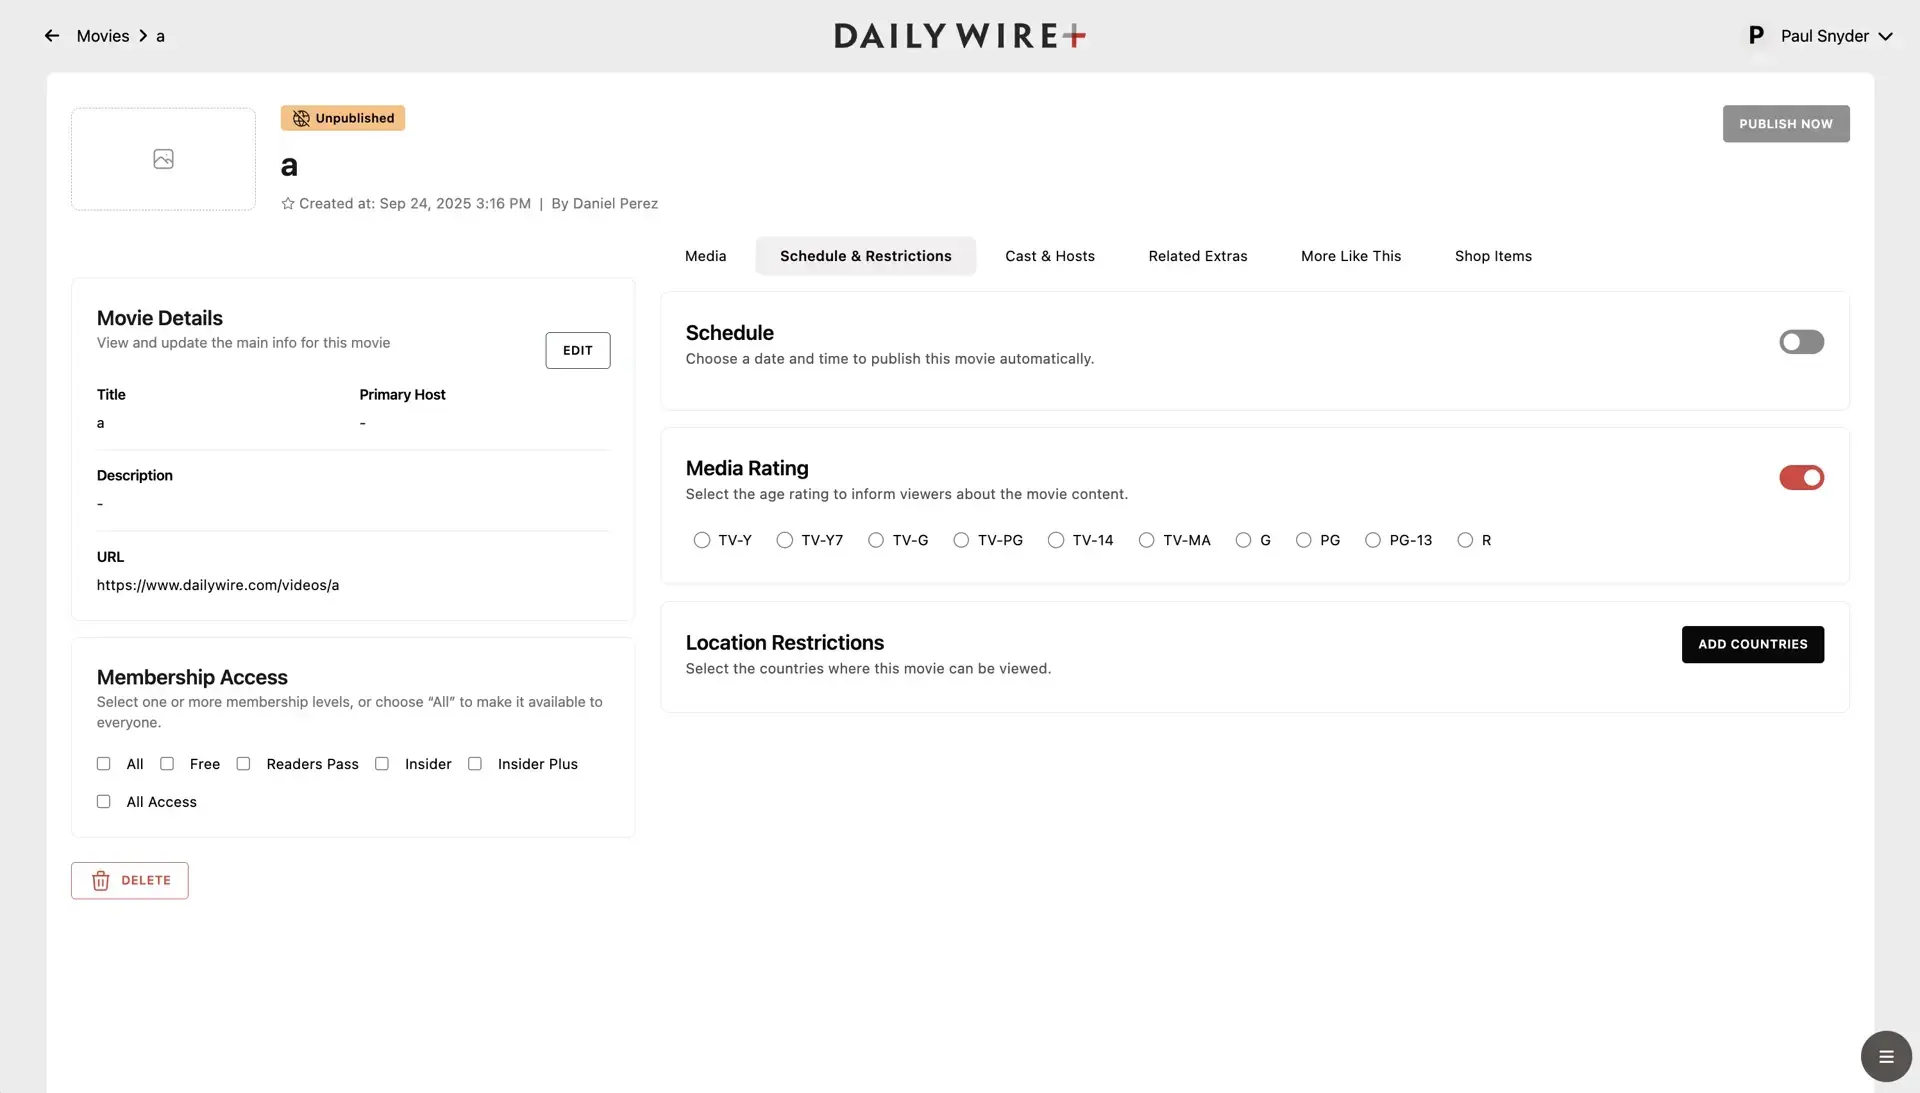 Movies > a
DAILY WIRE+
P Paul Snyder
Unpublished
PUBLISH NOW
a
Created at: Sep 24, 2025 3:16 PM | By Daniel Perez
Media
Schedule & Restrictions
Cast & Hosts
Related Extras
More Like This
Shop Items
Movie Details
View and update the main info for this movie
EDIT
Title
a
Primary Host
-
Description
-
URL
https://www.dailywire.com/videos/a
Membership Access
Select one or more membership levels, or choose “All” to make it available to
everyone.
All Free Readers Pass Insider Insider Plus
All Access
DELETE
Schedule
Choose a date and time to publish this movie automatically.
Media Rating
Select the age rating to inform viewers about the movie content.
TV-Y TV-Y7 TV-G TV-PG TV-14 TV-MA G PG PG-13 R
Location Restrictions
Select the countries where this movie can be viewed.
ADD COUNTRIES